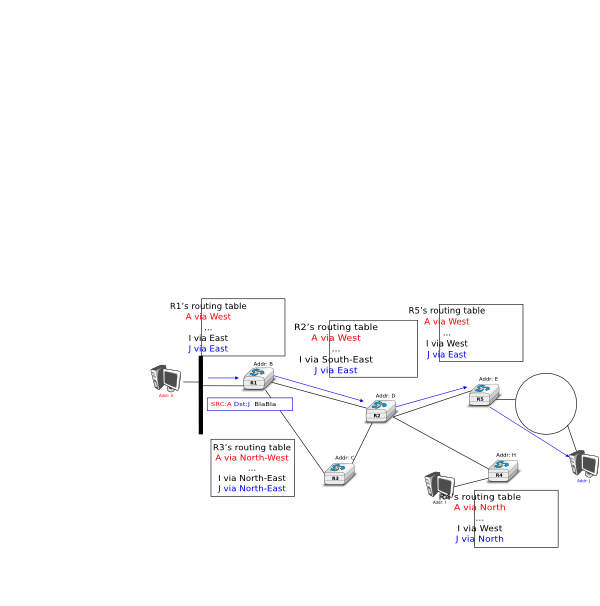 R1's routing table
A via West
...
I via East
J via East
R2's routing table
A via West
...
I via South-East
J via East
R5's routing table
A via West
...
I via West
J via East
Addr: B
R1
Addr: A
SRC:A Dst:J BlaBla
Addr: D
R2
Addr: E
R5
R3's routing table
A via North-West
...
I via North-East
J via North-East
Addr: C
R3
Addr: H
R4
Addr: I
Addr: J
R4's routing table
A via North
...
I via West
J via North